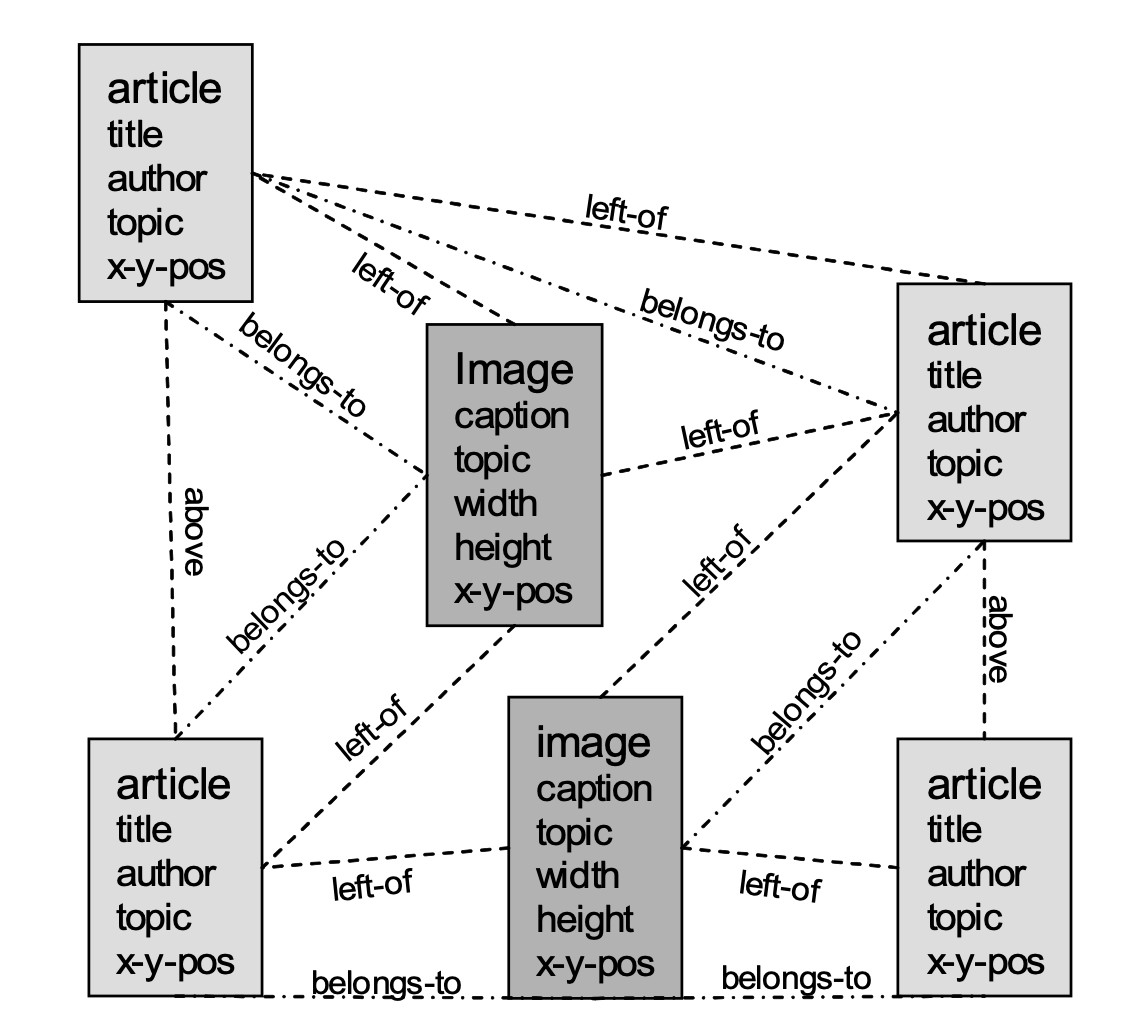 article
title
author
topic
x-y-pos
left-of
left-of
belongs-to
belongs-to
article
title
author
topic
x-y-pos
Image
caption
topic
width
height
x-y-pos
left-of
above
belongs-to
left-of
above
belongs-to
left-of
article
title
author
topic
x-y-pos
image
caption
topic
width
height
x-y-pos
article
title
author
topic
x-y-pos
left-of
left-of
belongs-to
belongs-to